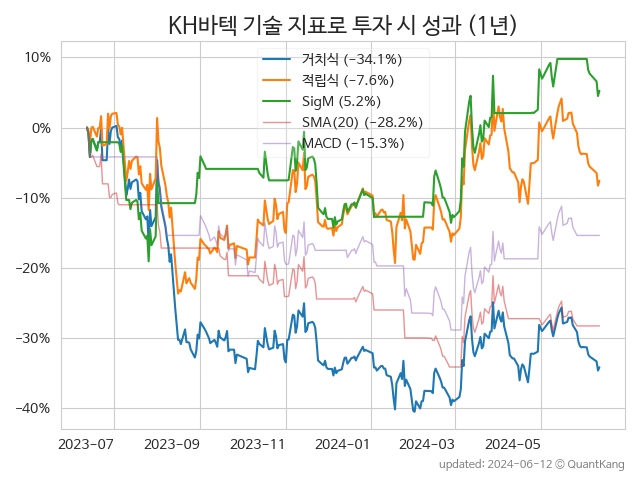 KH바텍 기술 지표로 투자 시 성과 (1년)
거치식 (−34.1%)
적립식 (−7.6%)
SigM (5.2%)
SMA(20) (−28.2%)
MACD (−15.3%)
10%
0%
−10%
−20%
−30%
−40%
2023−07 2023−09 2023−11 2024−01 2024−03 2024−05
updated: 2024−06−12 © QuantKang